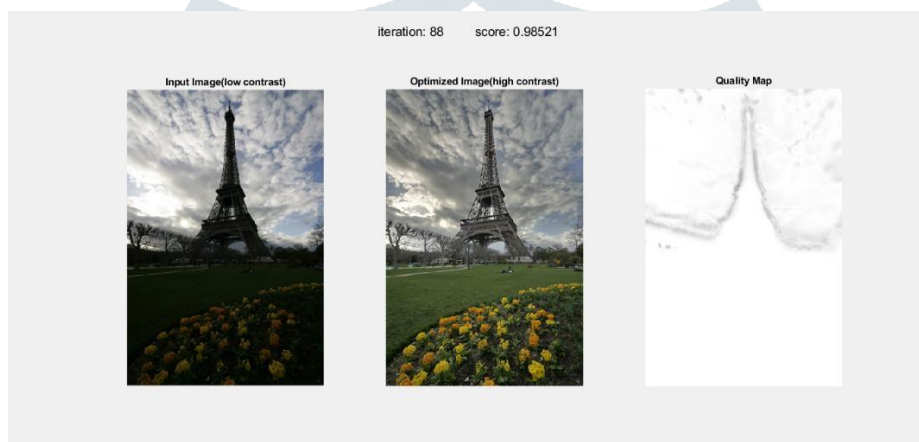 iteration: 88 score: 0.98521
Input Image(low contrast)
Optimized Image(high contrast)
Quality Map